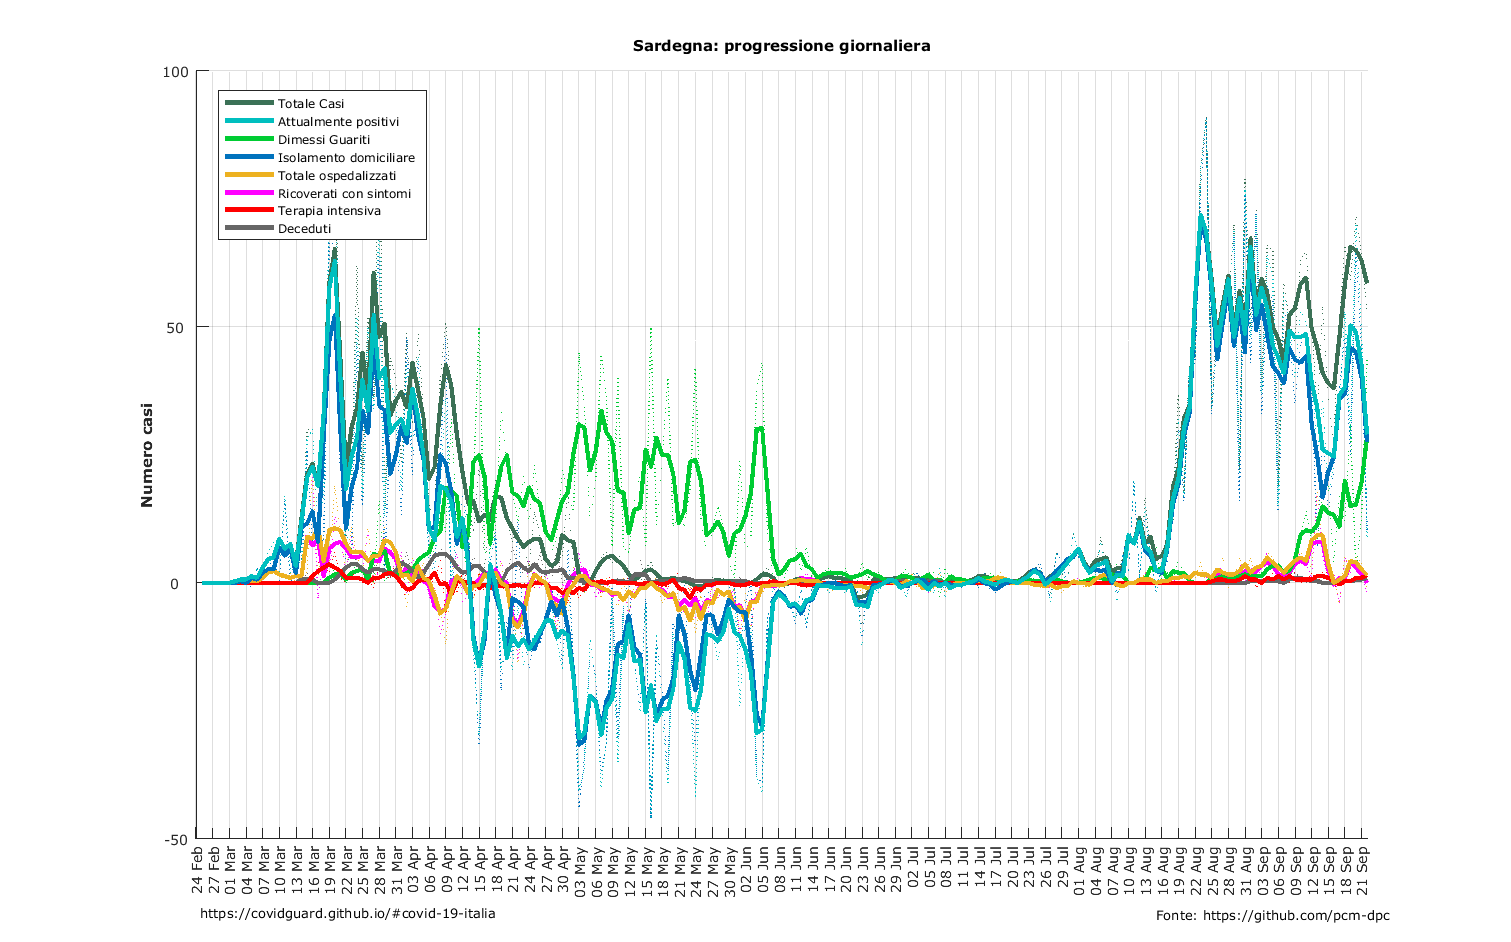 Sardegna: progressione giornaliera
100
50
0
-50
Numero casi
Totale Casi
Attualmente positivi
Dimessi Guariti
Isolamento domiciliare
Totale ospedalizzati
Ricoverati con sintomi
Terapia intensiva
Deceduti
24 Feb
27 Feb
01 Mar
04 Mar
07 Mar
10 Mar
13 Mar
16 Mar
19 Mar
22 Mar
25 Mar
28 Mar
31 Mar
03 Apr
06 Apr
09 Apr
12 Apr
15 Apr
18 Apr
21 Apr
24 Apr
27 Apr
30 Apr
03 May
06 May
09 May
12 May
15 May
18 May
21 May
24 May
27 May
30 May
02 Jun
05 Jun
08 Jun
11 Jun
14 Jun
17 Jun
20 Jun
23 Jun
26 Jun
29 Jun
02 Jul
05 Jul
08 Jul
11 Jul
14 Jul
17 Jul
20 Jul
23 Jul
26 Jul
29 Jul
01 Aug
04 Aug
07 Aug
10 Aug
13 Aug
16 Aug
19 Aug
22 Aug
25 Aug
28 Aug
31 Aug
03 Sep
06 Sep
09 Sep
12 Sep
15 Sep
18 Sep
21 Sep
https://covidguard.github.io/#covid-19-italia
Fonte: https://github.com/pcm-dpc